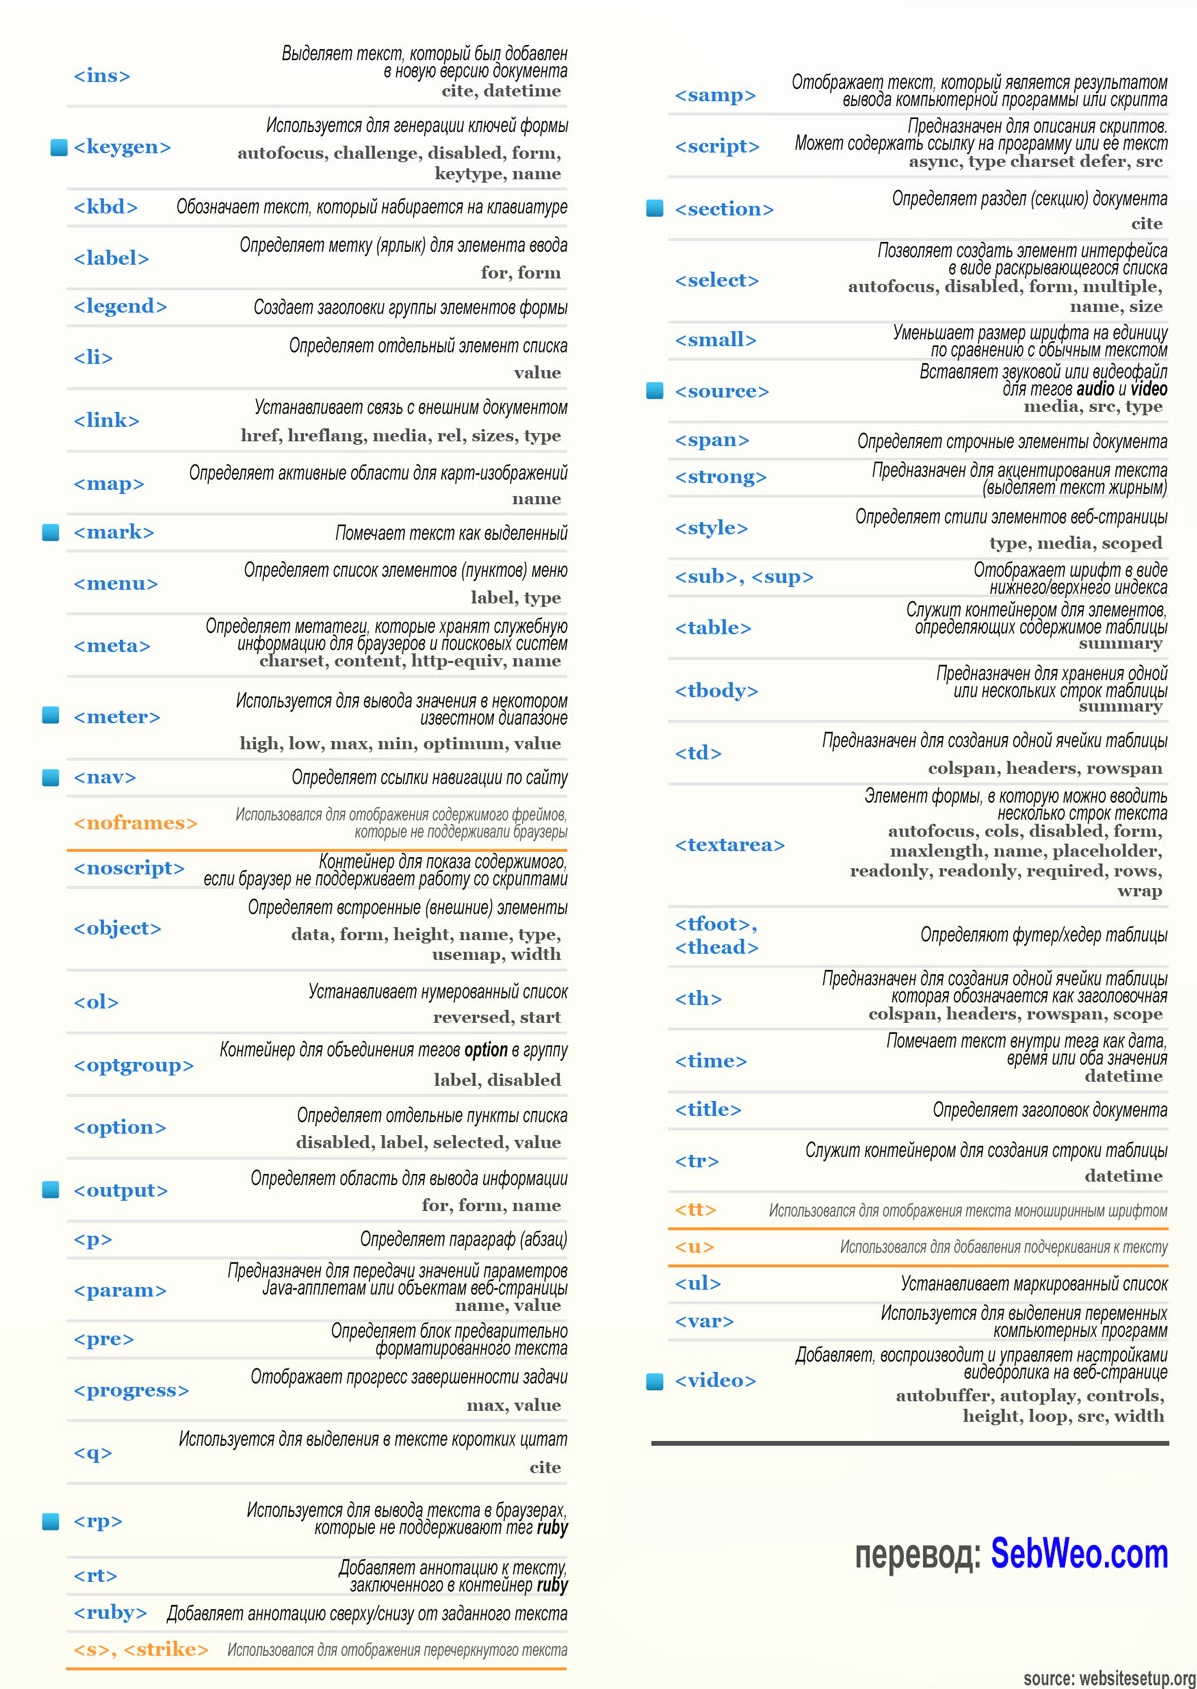 <ins>
Выделяет текст, который был добавлен
в новую версию документа
cite, datetime
<keygen>
Используется для генерации ключей формы
autofocus, challenge, disabled, form,
keytype, name
<kbd>
Обозначает текст, который набирается на клавиатуре
<label>
Определяет метку (ярлык) для элемента ввода
for, form
<legend>
Создает заголовки группы элементов формы
<li>
Определяет отдельный элемент списка
value
<link>
Устанавливает связь с внешним документом
href, hreflang, media, rel, sizes, type
<map>
Определяет активные области для карт-изображений
name
<mark>
Помечает текст как выделенный
<menu>
Определяет список элементов (пунктов) меню
label, type
<meta>
Определяет метатеги, которые хранят служебную
информацию для браузеров и поисковых систем
charset, content, http-equiv, name
<meter>
Используется для вывода значения в некотором
известном диапазоне
high, low, max, min, optimum, value
<nav>
Определяет ссылки навигации по сайту
<noframes>
Использовался для отображения содержимого фреймов,
которые не поддерживали браузеры
<noscript>
Контейнер для показа содержимого,
если браузер не поддерживает работу со скриптами
<object>
Определяет встроенные (внешние) элементы
data, form, height, name, type,
usemap, width
<ol>
Устанавливает нумерованный список
reversed, start
<optgroup>
Контейнер для объединения тегов option в группу
label, disabled
<option>
Определяет отдельные пункты списка
disabled, label, selected, value
<output>
Определяет область для вывода информации
for, form, name
<p>
Определяет параграф (абзац)
<param>
Предназначен для передачи значений параметров
Java-апплетам или объектам веб-страницы
name, value
<pre>
Определяет блок предварительно
форматированного текста
<progress>
Отображает прогресс завершенности задачи
max, value
<q>
Используется для выделения в тексте коротких цитат
cite
<rp>
Используется для вывода текста в браузерах,
которые не поддерживают тег ruby
<rt>
Добавляет аннотацию к тексту,
заключенного в контейнер ruby
<ruby>
Добавляет аннотацию сверху/снизу от заданного текста
<s>, <strike>
Использовался для отображения перечеркнутого текста
<samp>
Отображает текст, который является результатом
вывода компьютерной программы или скрипта
<script>
Предназначен для описания скриптов.
Может содержать ссылку на программу или ее текст
async, type charset defer, src
<section>
Определяет раздел (секцию) документа
cite
<select>
Позволяет создать элемент интерфейса
в виде раскрывающегося списка
autofocus, disabled, form, multiple,
name, size
<small>
Уменьшает размер шрифта на единицу
по сравнению с обычным текстом
<source>
Вставляет звуковой или видеофайл
для тегов audio и video
media, src, type
<span>
Определяет строчные элементы документа
<strong>
Предназначен для акцентирования текста
(выделяет текст жирным)
<style>
Определяет стили элементов веб-страницы
type, media, scoped
<sub>, <sup>
Отображает шрифт в виде
нижнего/верхнего индекса
<table>
Служит контейнером для элементов,
определяющих содержимое таблицы
summary
<tbody>
Предназначен для хранения одной
или нескольких строк таблицы
summary
<td>
Предназначен для создания одной ячейки таблицы
colspan, headers, rowspan
<textarea>
Элемент формы, в которую можно вводить
несколько строк текста
autofocus, cols, disabled, form,
maxlength, name, placeholder,
readonly, readonly, required, rows,
wrap
<tfoot>,
<thead>
Определяют футер/хедер таблицы
<th>
Предназначен для создания одной ячейки таблицы
которая обозначается как заголовочная
colspan, headers, rowspan, scope
<time>
Помечает текст внутри тега как дата,
время или оба значения
datetime
<title>
Определяет заголовок документа
<tr>
Служит контейнером для создания строки таблицы
datetime
<tt>
Использовался для отображения текста моноширинным шрифтом
<u>
Использовался для добавления подчеркивания к тексту
<ul>
Устанавливает маркированный список
<var>
Используется для выделения переменных
компьютерных программ
<video>
Добавляет, воспроизводит и управляет настройками
видеоролика на веб-странице
autobuffer, autoplay, controls,
height, loop, src, width
перевод: SebWeo.com
source: websitesetup.org